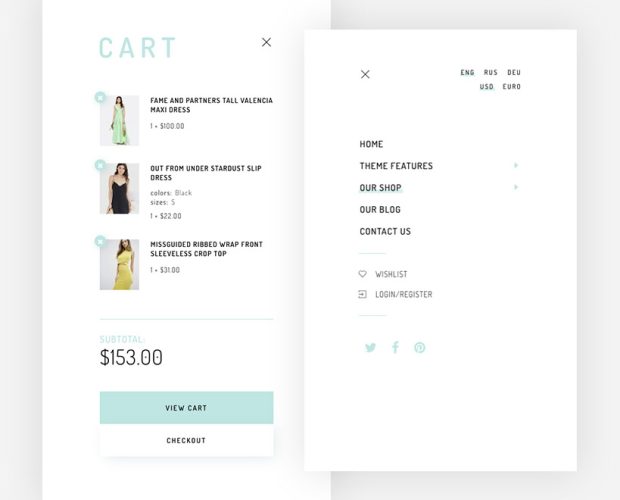 CART
FAME AND PARTNERS TALL VALENCIA
MAXI DRESS
1 × $100.00
OUT FROM UNDER STARDUST SLIP
DRESS
colors: Black
sizes: S
1 × $22.00
MISSGUIDED RIBBED WRAP FRONT
SLEEVELESS CROP TOP
1 × $31.00
SUBTOTAL:
$153.00
VIEW CART
CHECKOUT
ENG RUS DEU
USD EURO
HOME
THEME FEATURES
OUR SHOP
OUR BLOG
CONTACT US
WISHLIST
LOGIN/REGISTER